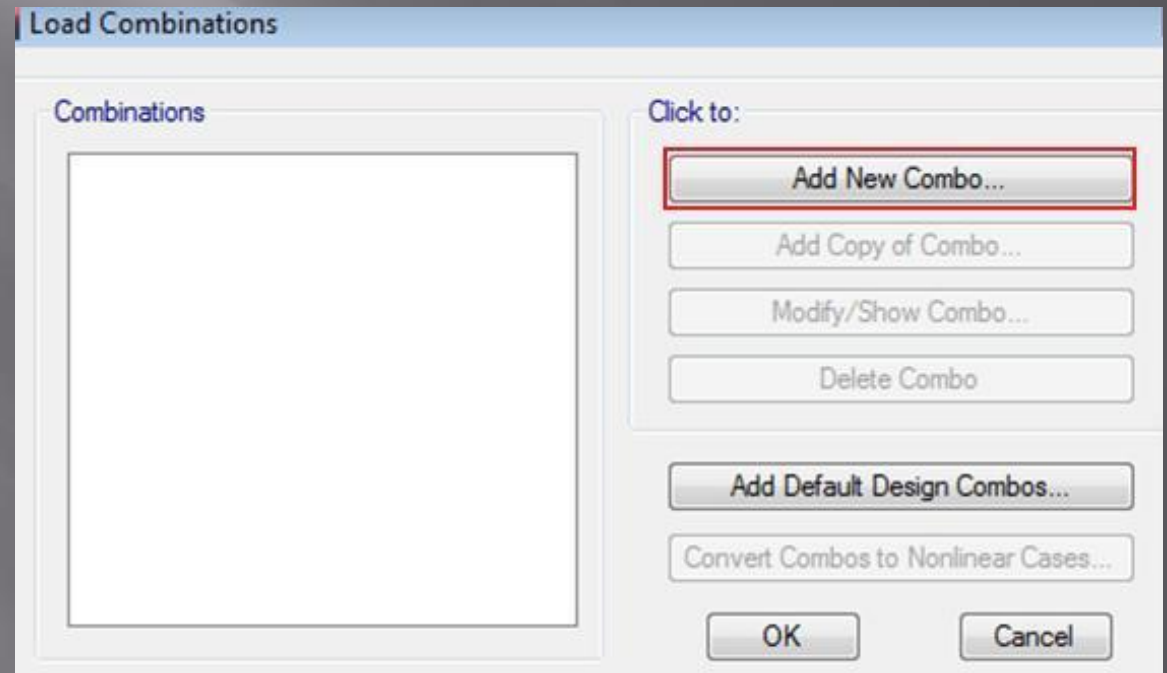 Load Combinations
Combinations
Click to:
Add New Combo...
Add Copy of Combo...
Modify/Show Combo...
Delete Combo
Add Default Design Combos...
Convert Combos to Nonlinear Cases...
OK
Cancel